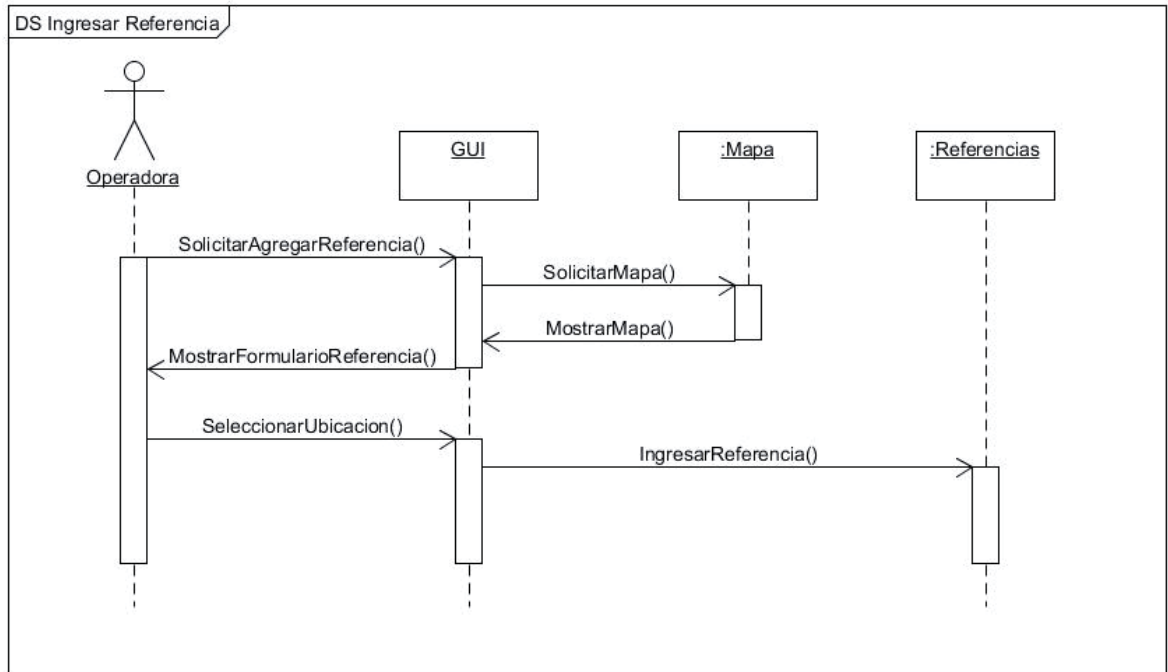 DS Ingresar Referencia
Operadora
GUI
:Mapa
:Referencias
SolicitarAgregarReferencia()
SolicitarMapa()
MostrarMapa()
MostrarFormularioReferencia()
SeleccionarUbicacion()
IngresarReferencia()